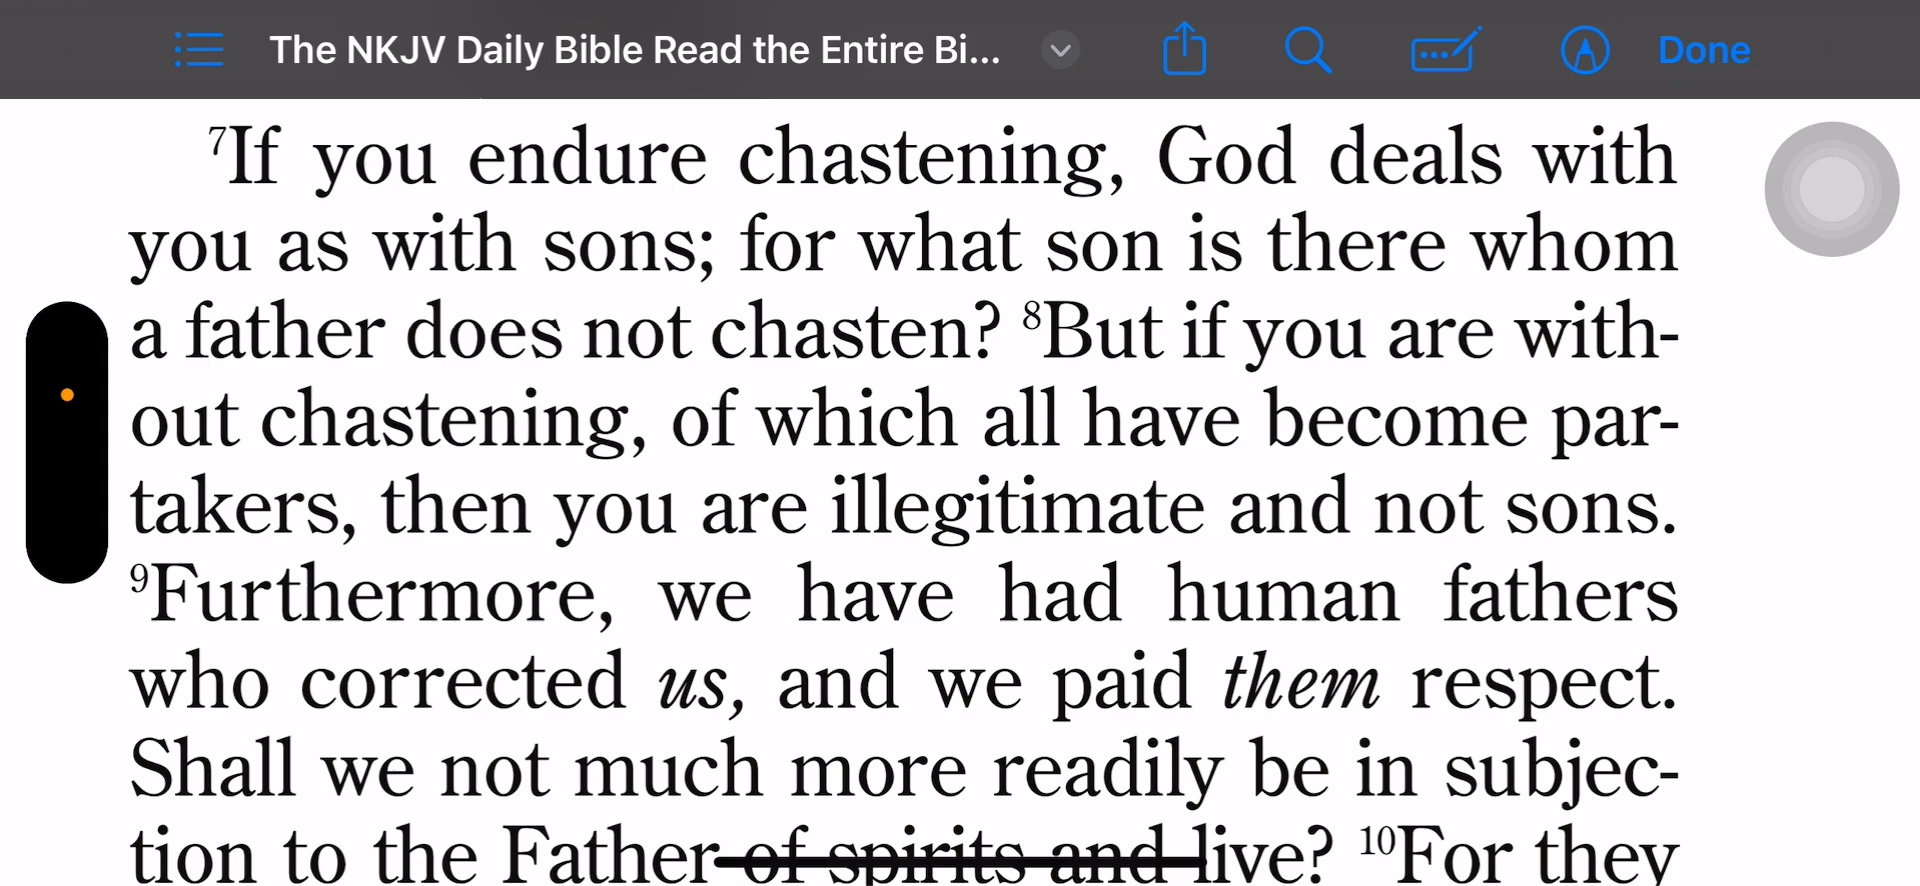 The NKJV Daily Bible Read the Entire Bi... Done
⁷If you endure chastening, God deals with
you as with sons; for what son is there whom
a father does not chasten? ⁸But if you are with-
out chastening, of which all have become par-
takers, then you are illegitimate and not sons.
⁹Furthermore, we have had human fathers
who corrected us, and we paid them respect.
Shall we not much more readily be in subjec-
tion to the Father of spirits and live? ¹⁰For they